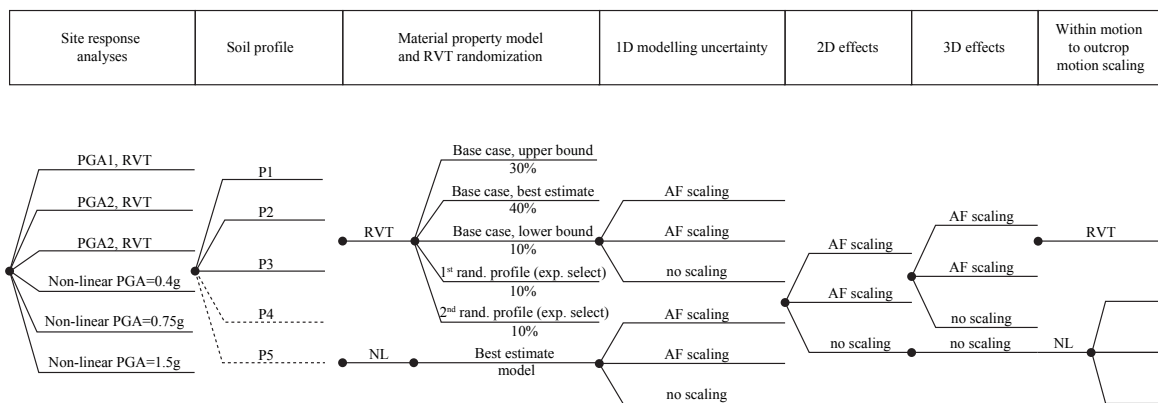 Site response
analyses
Soil profile
Material property model
and RVT randomization
1D modelling uncertainty
2D effects
3D effects
Within motion
to outcrop
motion scaling
PGA1, RVT
PGA2, RVT
PGA2, RVT
Non-linear PGA=0.4g
Non-linear PGA=0.75g
Non-linear PGA=1.5g
P1
P2
P3
P4
P5
RVT
NL
Base case, upper bound
30%
Base case, best estimate
40%
Base case, lower bound
10%
1st rand. profile (exp. select)
10%
2nd rand. profile (exp. select)
10%
Best estimate
model
AF scaling
AF scaling
no scaling
AF scaling
AF scaling
no scaling
AF scaling
AF scaling
no scaling
AF scaling
AF scaling
no scaling
no scaling
RVT
NL